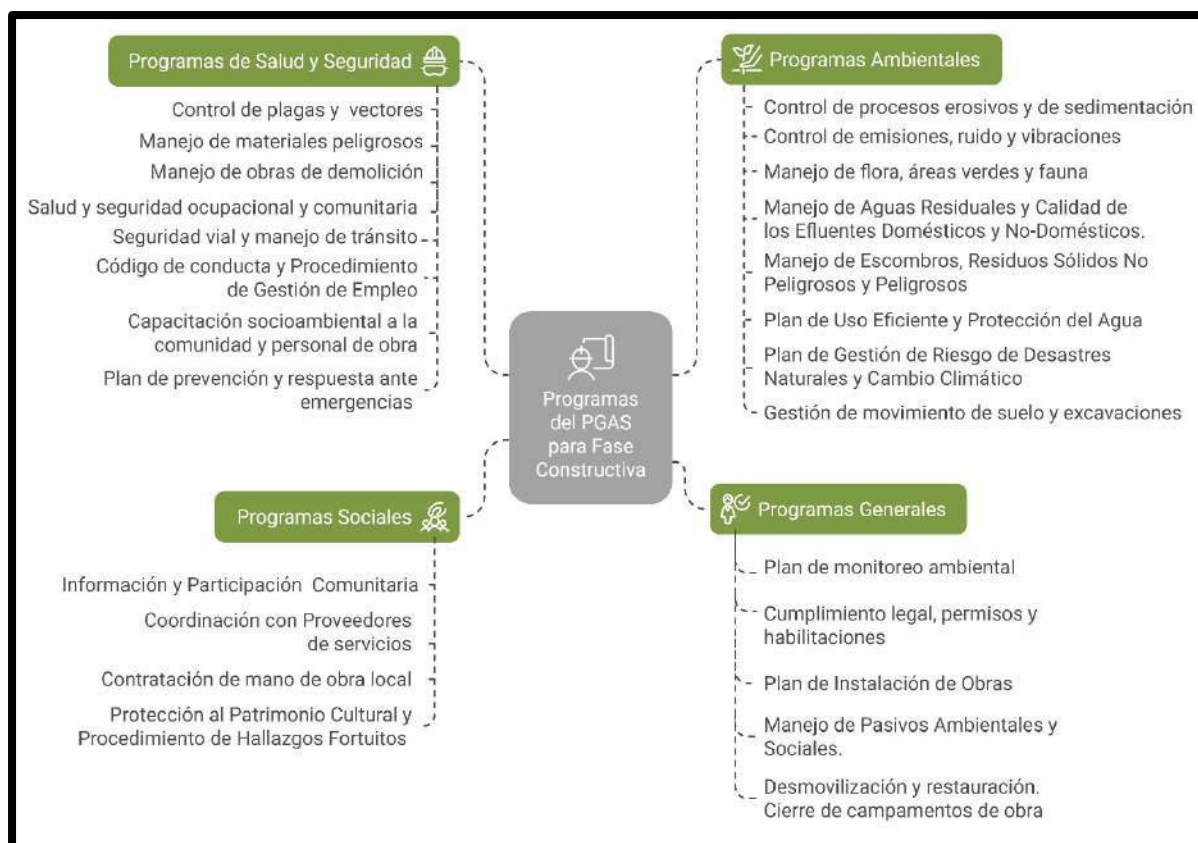 Programas de Salud y Seguridad
Control de plagas y vectores
Manejo de materiales peligrosos
Manejo de obras de demolición
Salud y seguridad ocupacional y comunitaria
Seguridad vial y manejo de tránsito
Código de conducta y Procedimiento
de Gestión de Empleo
Capacitación socioambiental a la
comunidad y personal de obra
Plan de prevención y respuesta ante
emergencias
Programas Ambientales
Control de procesos erosivos y de sedimentación
Control de emisiones, ruido y vibraciones
Manejo de flora, áreas verdes y fauna
Manejo de Aguas Residuales y Calidad de
los Efluentes Domésticos y No-Domésticos.
Manejo de Escombros, Residuos Sólidos No
Peligrosos y Peligrosos
Plan de Uso Eficiente y Protección del Agua
Plan de Gestión de Riesgo de Desastres
Naturales y Cambio Climático
Gestión de movimiento de suelo y excavaciones
Programas
del PGAS
para Fase
Constructiva
Programas Sociales
Información y Participación Comunitaria
Coordinación con Proveedores
de servicios
Contratación de mano de obra local
Protección al Patrimonio Cultural y
Procedimiento de Hallazgos Fortuitos
Programas Generales
Plan de monitoreo ambiental
Cumplimiento legal, permisos y
habilitaciones
Plan de Instalación de Obras
Manejo de Pasivos Ambientales y
Sociales.
Desmovilización y restauración.
Cierre de campamentos de obra